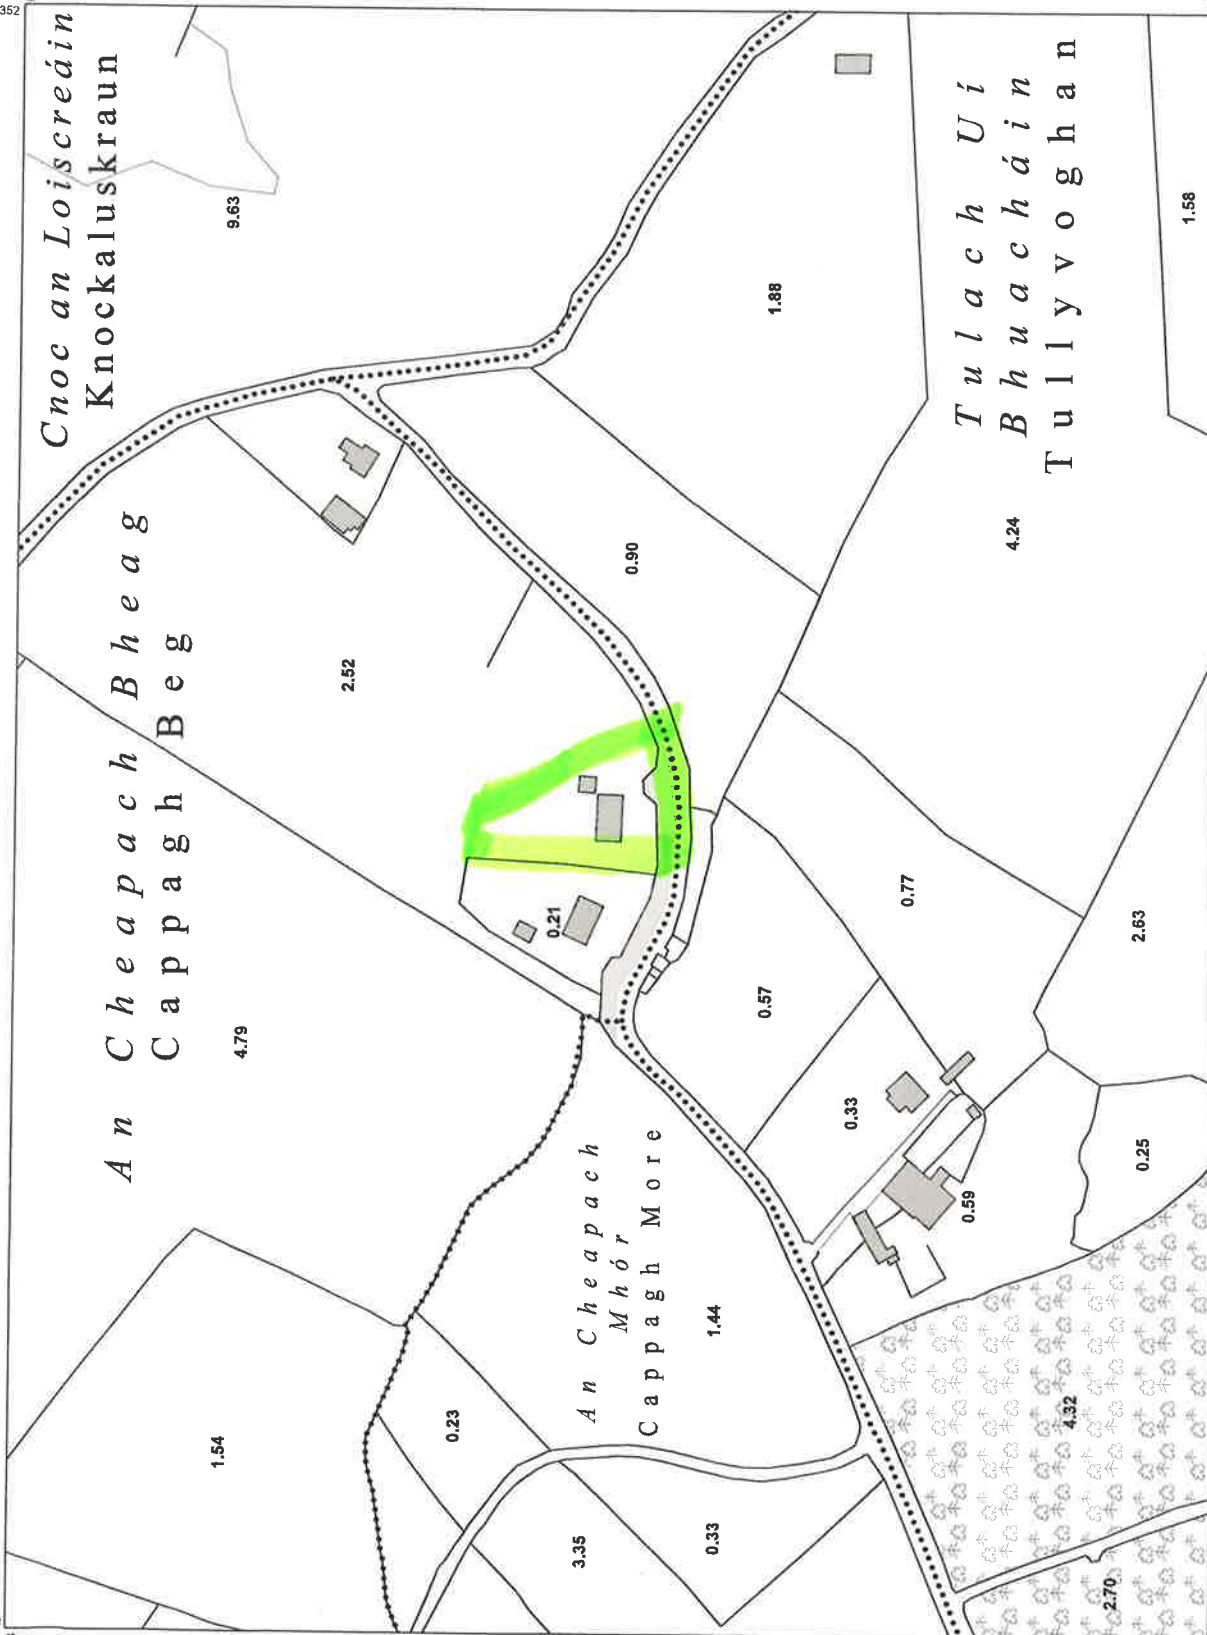 352
Cnoc an Loiscreáin
Knockaluskraun
9.63
Tulach Uí
Bhuacháin
Tullyvoghan
1.58
1.88
4.24
0.90
An Cheapach Bheag
Cappagh Beg
2.52
4.79
0.21
0.77
2.63
0.57
0.33
0.59
0.25
An Cheapach
Mhór
Cappagh More
1.44
1.54
0.23
3.35
0.33
4.32
2.70